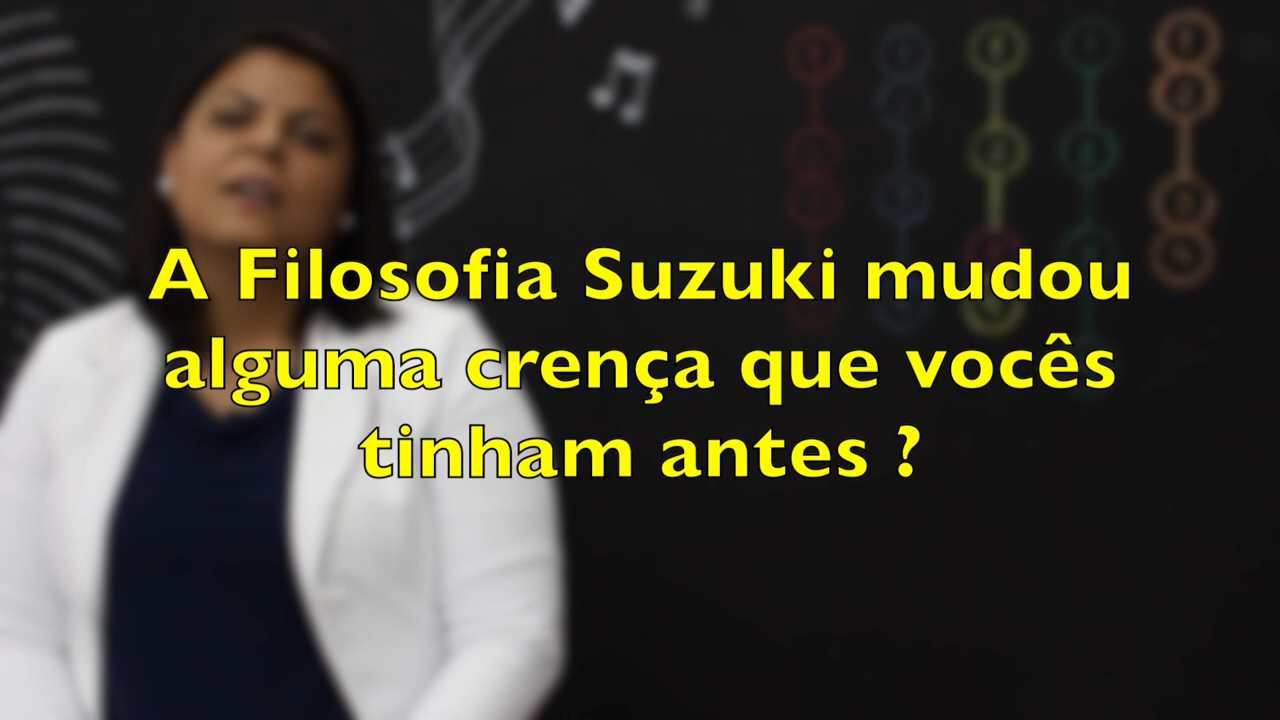 A Filosofia Suzuki mudou
alguma crença que vocês
tinham antes ?